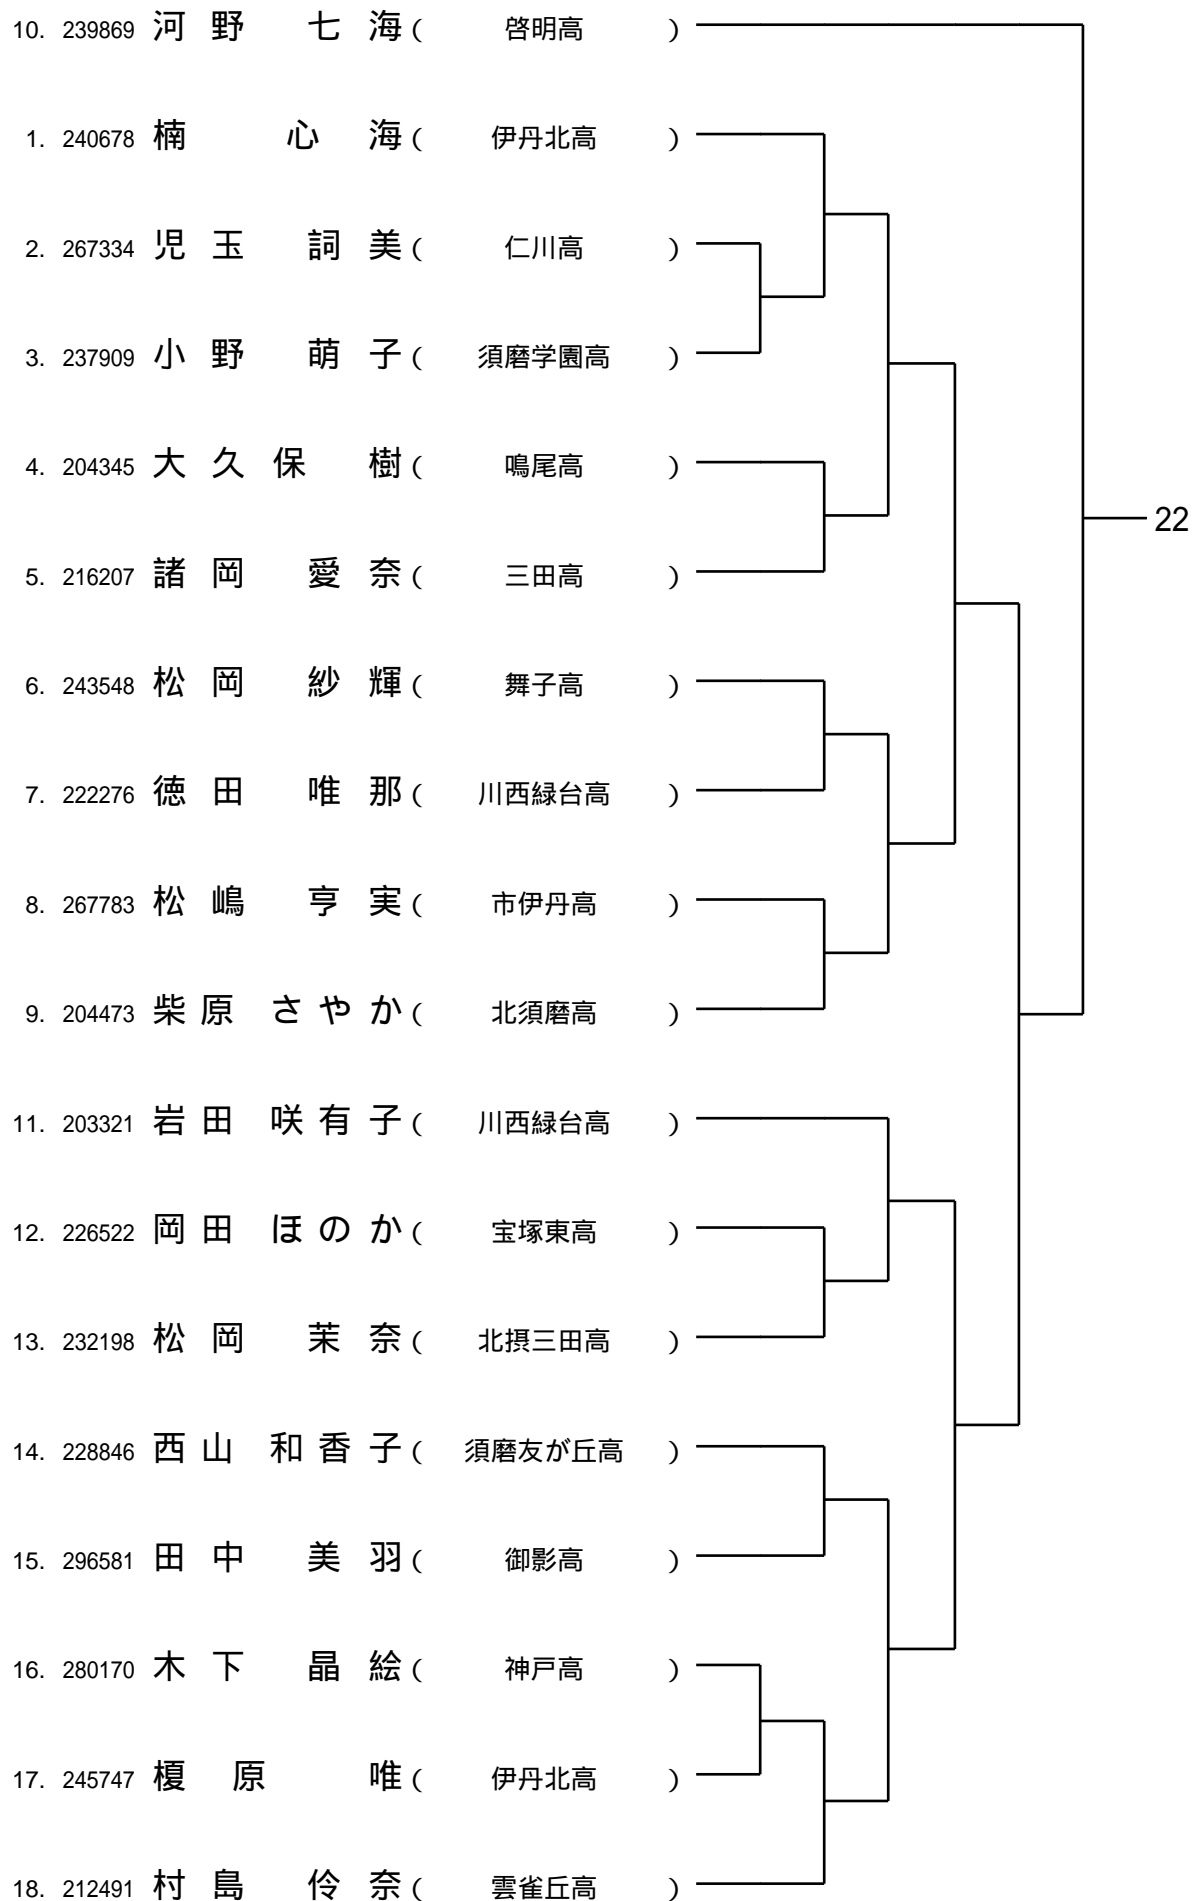 10. 239869 河野 七海 ( 啓明高 )
1. 240678 楠 心海 ( 伊丹北高 )
2. 267334 児玉 詞美 ( 仁川高 )
3. 237909 小野 萌子 ( 須磨学園高 )
4. 204345 大久保 樹 ( 鳴尾高 )
22
5. 216207 諸岡 愛奈 ( 三田高 )
6. 243548 松岡 紗輝 ( 舞子高 )
7. 222276 徳田 唯那 ( 川西緑台高 )
8. 267783 松嶋 亨実 ( 市伊丹高 )
9. 204473 柴原 さやか ( 北須磨高 )
11. 203321 岩田 咲有子 ( 川西緑台高 )
12. 226522 岡田 ほのか ( 宝塚東高 )
13. 232198 松岡 茉奈 ( 北摂三田高 )
14. 228846 西山 和香子 ( 須磨友が丘高 )
15. 296581 田中 美羽 ( 御影高 )
16. 280170 木下 晶絵 ( 神戸高 )
17. 245747 榎原 唯 ( 伊丹北高 )
18. 212491 村島 伶奈 ( 雲雀丘高 )